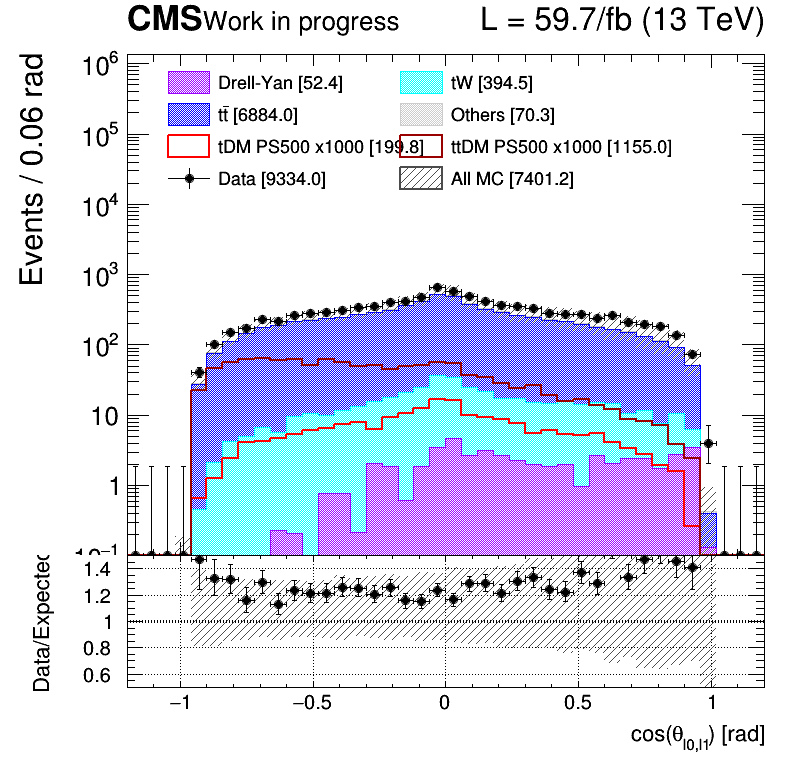 CMS Work in progress L = 59.7/fb (13 TeV)
Events / 0.06 rad
10⁶
10⁵
10⁴
10³
10²
10
1
10⁻¹
Drell-Yan [52.4]
tW [394.5]
tt̄ [6884.0]
Others [70.3]
tDM PS500 x1000 [199.8]
ttDM PS500 x1000 [1155.0]
Data [9334.0]
All MC [7401.2]
Data/Expected
1.4
1.2
1
0.8
0.6
−1 −0.5 0 0.5 1
cos(θ_l0,l1) [rad]